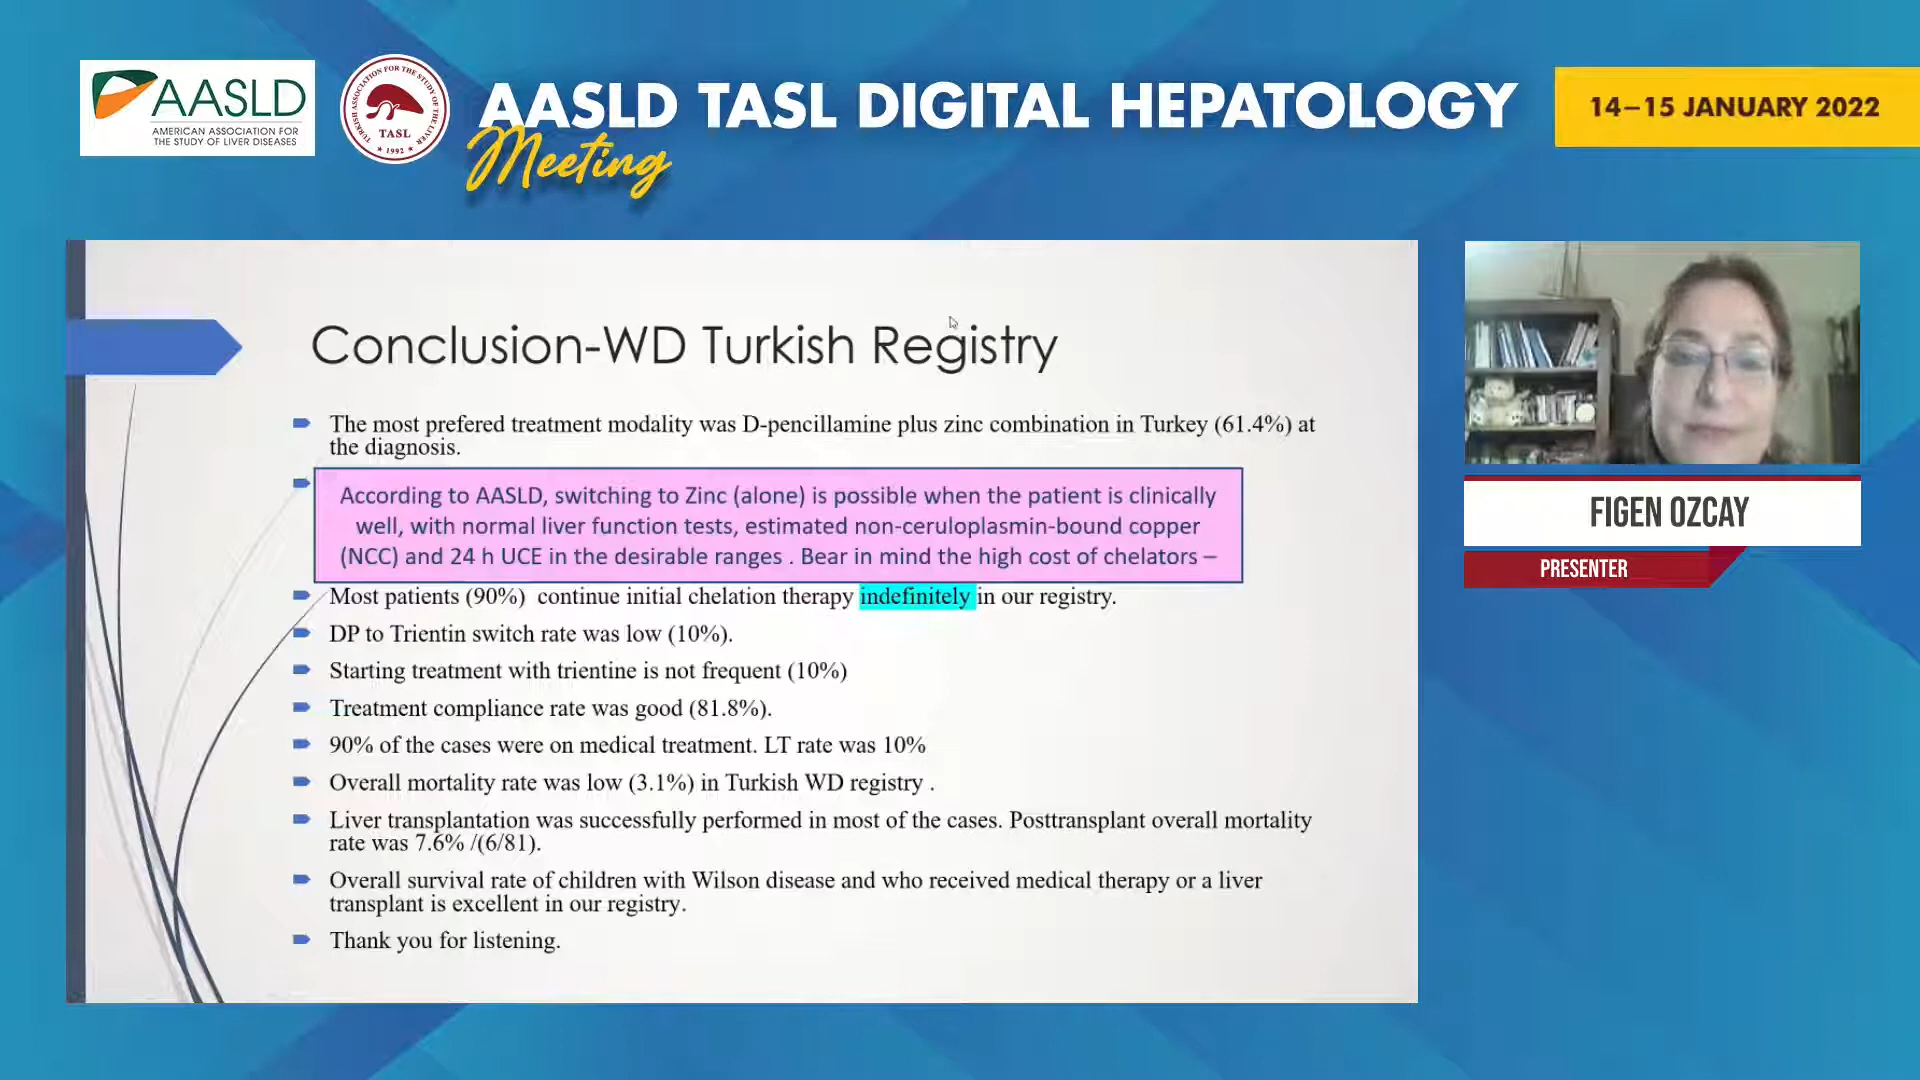 AASLD
AMERICAN ASSOCIATION FOR
THE STUDY OF LIVER DISEASES
TURKISH ASSOCIATION FOR THE STUDY OF THE LIVER
TASL
1992
AASLD TASL DIGITAL HEPATOLOGY
Meeting
14–15 JANUARY 2022
Conclusion-WD Turkish Registry
The most prefered treatment modality was D-pencillamine plus zinc combination in Turkey (61.4%) at
the diagnosis.
According to AASLD, switching to Zinc (alone) is possible when the patient is clinically
well, with normal liver function tests, estimated non-ceruloplasmin-bound copper
(NCC) and 24 h UCE in the desirable ranges . Bear in mind the high cost of chelators –
Most patients (90%)  continue initial chelation therapy indefinitely in our registry.
DP to Trientin switch rate was low (10%).
Starting treatment with trientine is not frequent (10%)
Treatment compliance rate was good (81.8%).
90% of the cases were on medical treatment. LT rate was 10%
Overall mortality rate was low (3.1%) in Turkish WD registry .
Liver transplantation was successfully performed in most of the cases. Posttransplant overall mortality
rate was 7.6% /(6/81).
Overall survival rate of children with Wilson disease and who received medical therapy or a liver
transplant is excellent in our registry.
Thank you for listening.
FIGEN OZCAY
PRESENTER